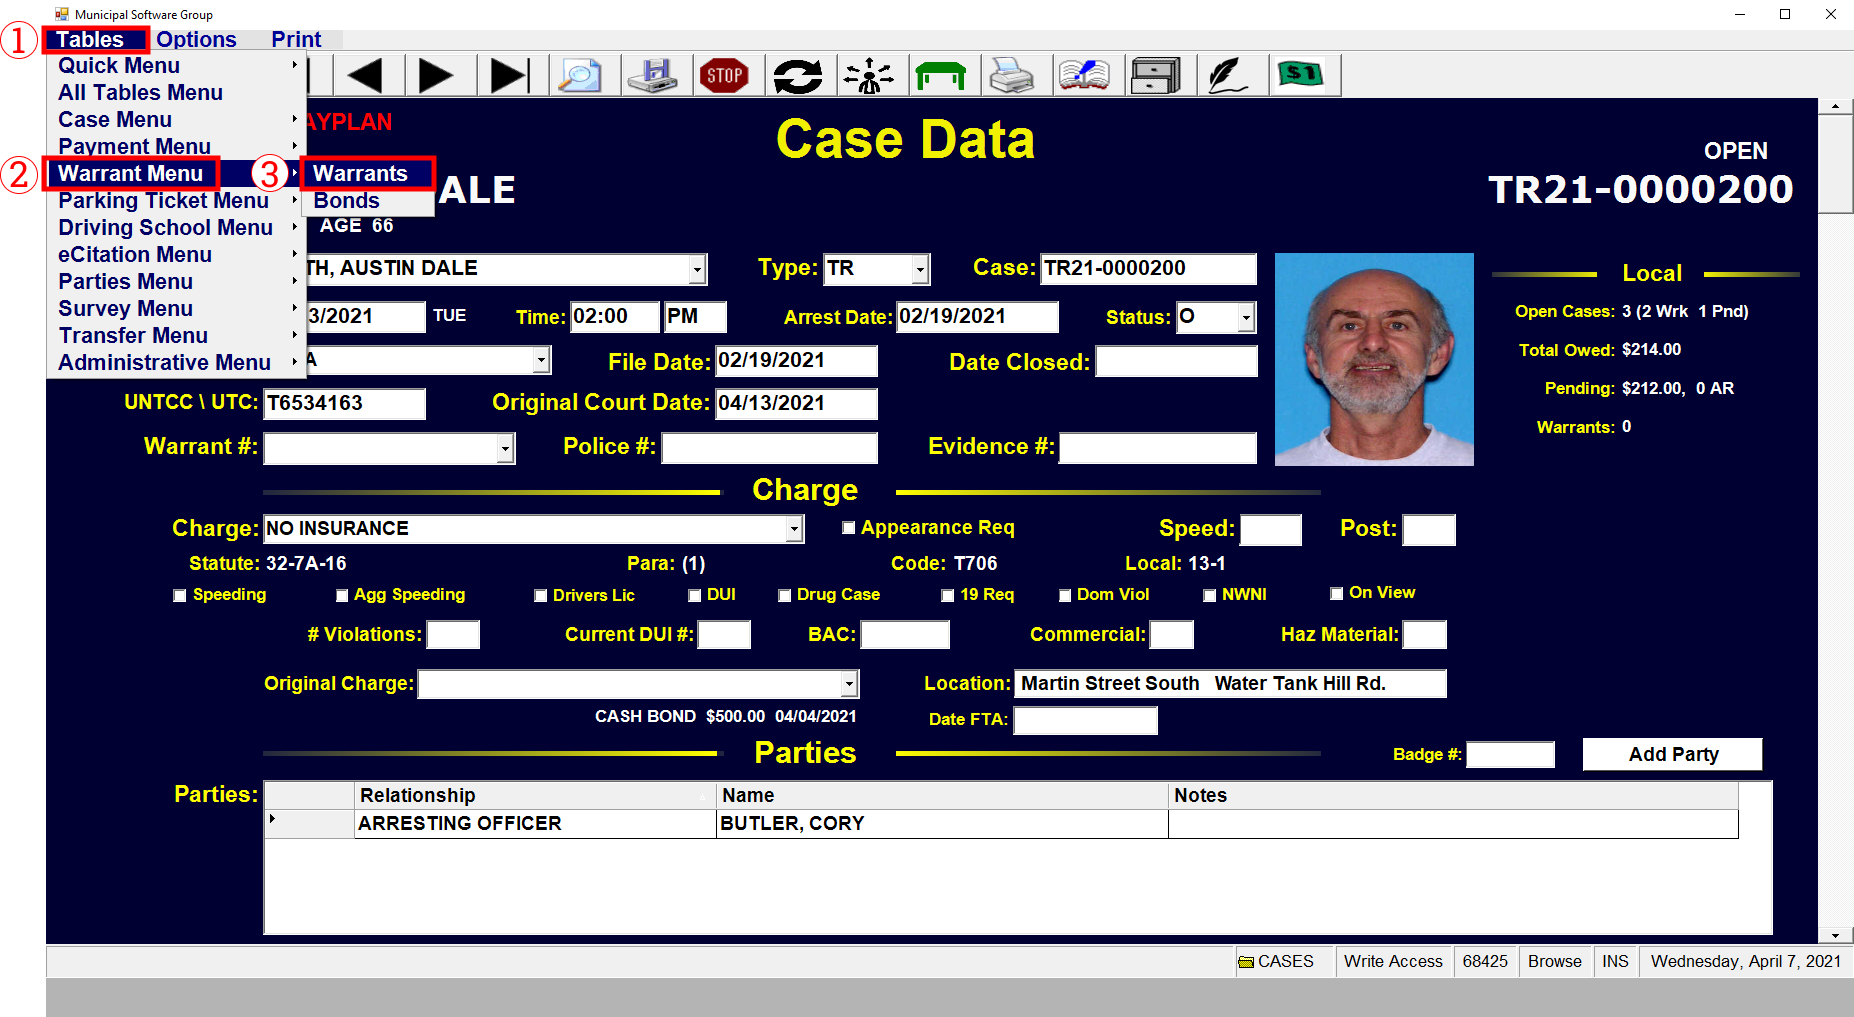 Municipal Software Group
① Tables Options Print
Quick Menu
All Tables Menu
Case Menu
Payment Menu
② Warrant Menu ③ Warrants
Parking Ticket Menu Bonds
Driving School Menu
eCitation Menu
Parties Menu
Survey Menu
Transfer Menu
Administrative Menu
STOP
$1
AYPLAN
Case Data
OPEN
ALE
TR21-0000200
AGE 66
TH, AUSTIN DALE Type: TR Case: TR21-0000200
3/2021 TUE Time: 02:00 PM Arrest Date: 02/19/2021 Status: O
A File Date: 02/19/2021 Date Closed:
UNTCC \ UTC: T6534163 Original Court Date: 04/13/2021
Warrant #: Police #: Evidence #:
Local
Open Cases: 3 (2 Wrk 1 Pnd)
Total Owed: $214.00
Pending: $212.00, 0 AR
Warrants: 0
Charge
Charge: NO INSURANCE Appearance Req Speed: Post:
Statute: 32-7A-16 Para: (1) Code: T706 Local: 13-1
Speeding Agg Speeding Drivers Lic DUI Drug Case 19 Req Dom Viol NWNI On View
# Violations: Current DUI #: BAC: Commercial: Haz Material:
Original Charge: Location: Martin Street South Water Tank Hill Rd.
CASH BOND $500.00 04/04/2021 Date FTA:
Parties
Badge #: Add Party
Parties: Relationship Name Notes
ARRESTING OFFICER BUTLER, CORY
CASES Write Access 68425 Browse INS Wednesday, April 7, 2021